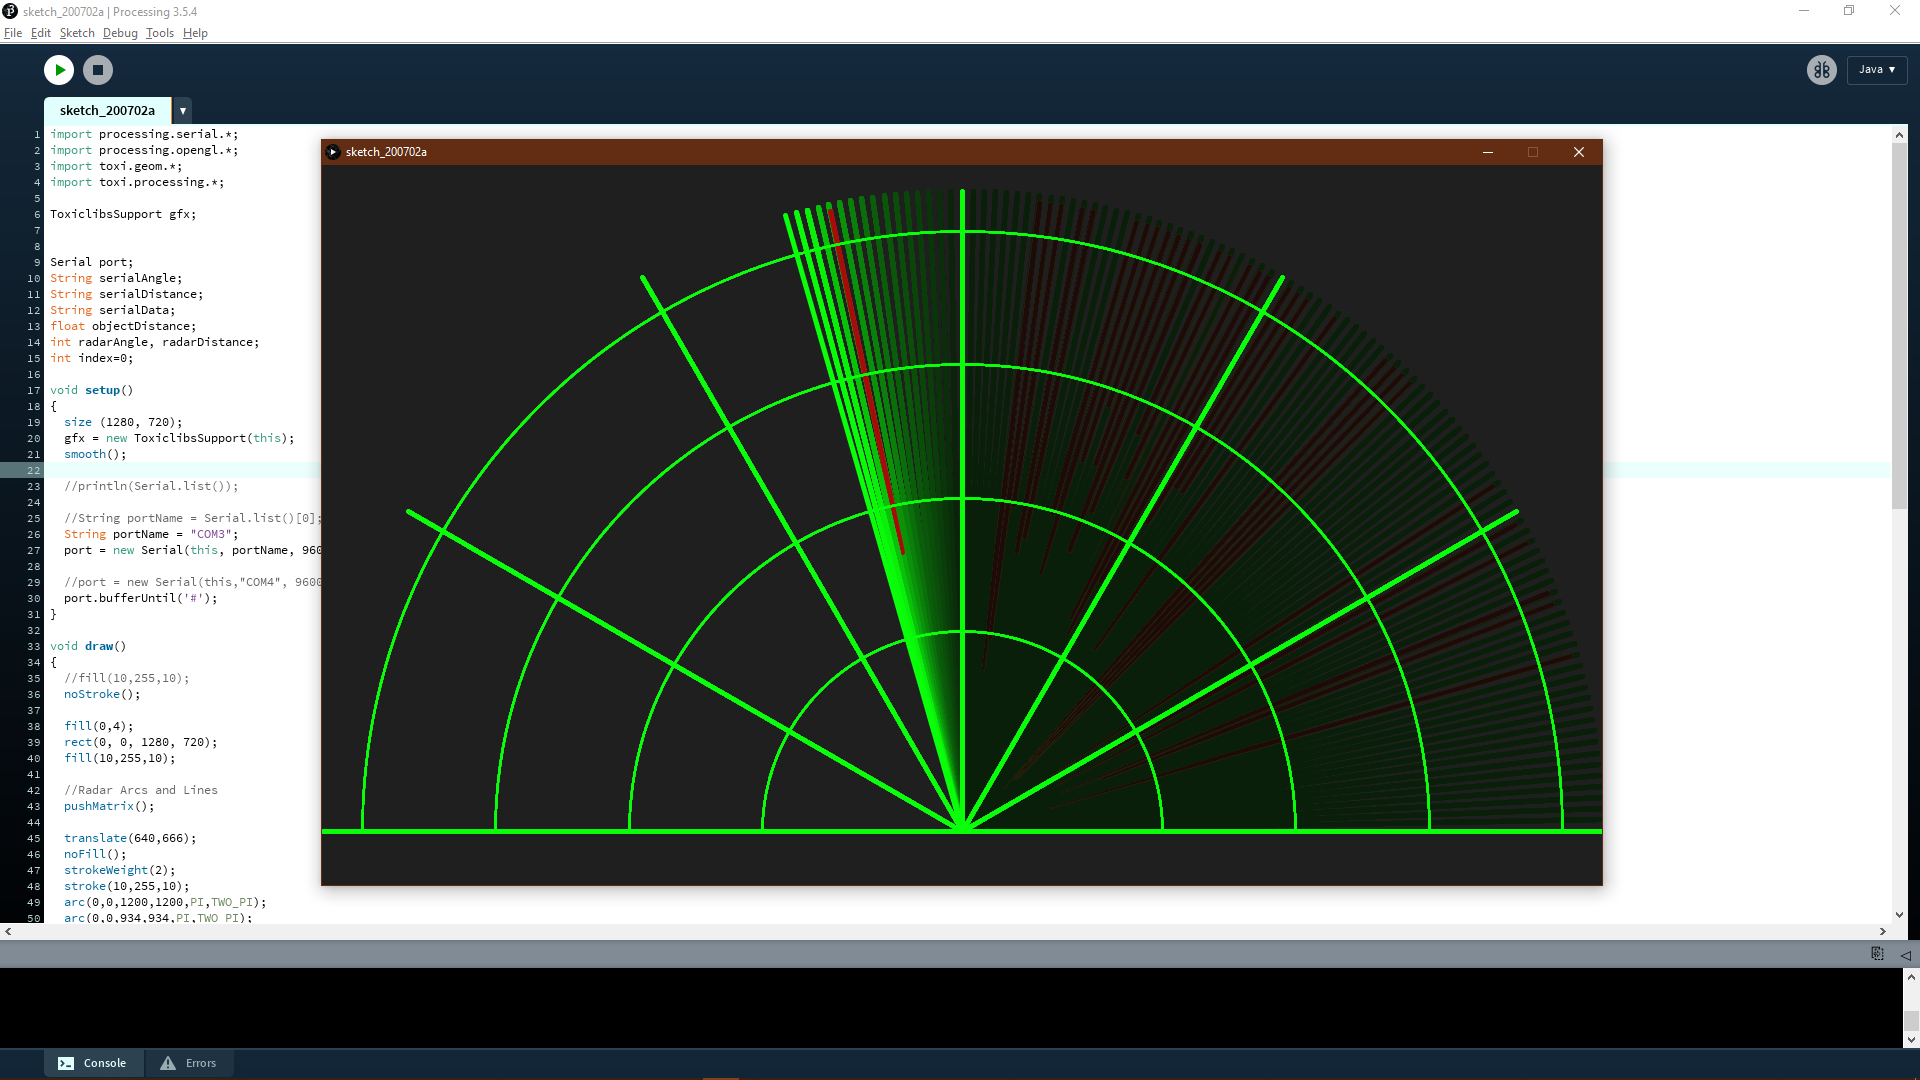 sketch_200702a | Processing 3.5.4
File Edit Sketch Debug Tools Help
Java ▼
sketch_200702a ▼
1 import processing.serial.*;
2 import processing.opengl.*;
3 import toxi.geom.*;
4 import toxi.processing.*;
5
6 ToxiclibsSupport gfx;
7
8
9 Serial port;
10 String serialAngle;
11 String serialDistance;
12 String serialData;
13 float objectDistance;
14 int radarAngle, radarDistance;
15 int index=0;
16
17 void setup()
18 {
19 size (1280, 720);
20 gfx = new ToxiclibsSupport(this);
21 smooth();
22
23 //println(Serial.list());
24
25 //String portName = Serial.list()[0];
26 String portName = "COM3";
27 port = new Serial(this, portName, 960
28
29 //port = new Serial(this,"COM4", 9600
30 port.bufferUntil('#');
31 }
32
33 void draw()
34 {
35 //fill(10,255,10);
36 noStroke();
37
38 fill(0,4);
39 rect(0, 0, 1280, 720);
40 fill(10,255,10);
41
42 //Radar Arcs and Lines
43 pushMatrix();
44
45 translate(640,666);
46 noFill();
47 strokeWeight(2);
48 stroke(10,255,10);
49 arc(0,0,1200,1200,PI,TWO_PI);
50 arc(0,0,934,934,PI,TWO_PI);
sketch_200702a
Console Errors